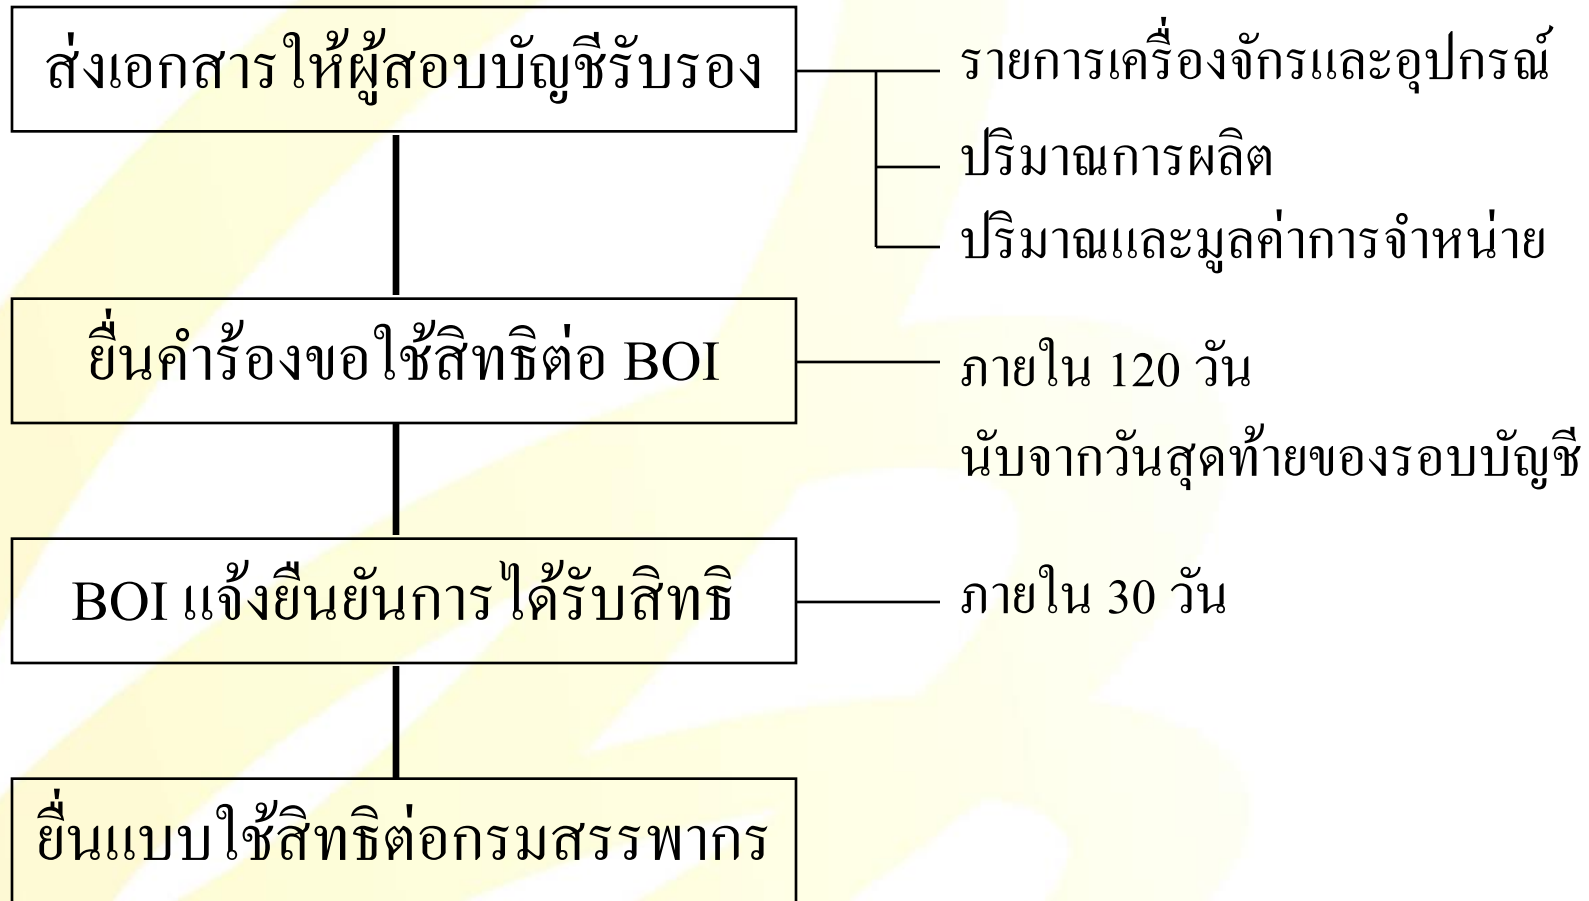 ส่งเอกสารให้ผู้สอบบัญชีรับรอง
รายการเครื่องจักรและอุปกรณ์
ปริมาณการผลิต
ปริมาณและมูลค่าการจำหน่าย
ยื่นคำร้องขอใช้สิทธิต่อ BOI
ภายใน 120 วัน
นับจากวันสุดท้ายของรอบบัญชี
BOI แจ้งยืนยันการได้รับสิทธิ
ภายใน 30 วัน
ยื่นแบบใช้สิทธิต่อกรมสรรพากร